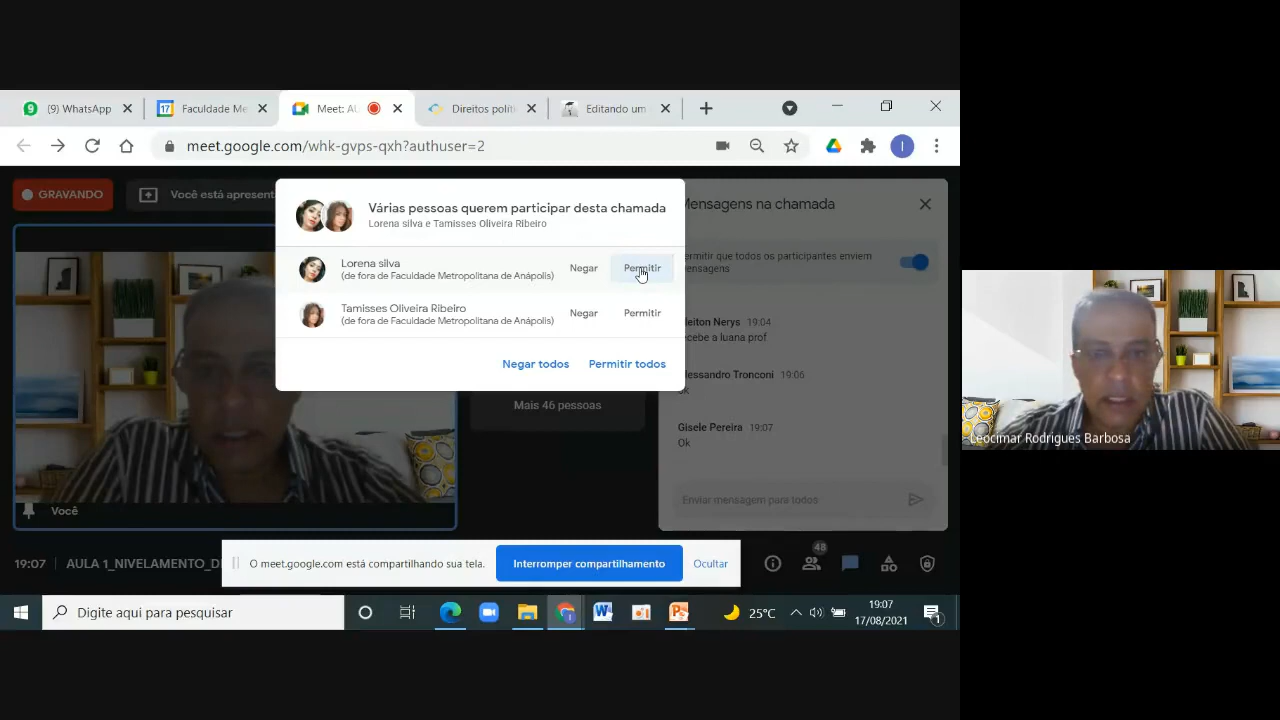 (9) WhatsApp
Faculdade Me
Meet: AU
Direitos políti
Editando um
meet.google.com/whk-gvps-qxh?authuser=2
GRAVANDO
Você está apresent
Várias pessoas querem participar desta chamada
Lorena silva e Tamisses Oliveira Ribeiro
Lorena silva
(de fora de Faculdade Metropolitana de Anápolis)
Negar
Permitir
Tamisses Oliveira Ribeiro
(de fora de Faculdade Metropolitana de Anápolis)
Negar
Permitir
Negar todos
Permitir todos
Mais 46 pessoas
Mensagens na chamada
Permitir que todos os participantes enviem
mensagens
leiton Nerys 19:04
ecebe a luana prof
lessandro Tronconi 19:06
ok
Gisele Pereira 19:07
Ok
Enviar mensagem para todos
Você
Leocimar Rodrigues Barbosa
19:07 AULA 1_NIVELAMENTO_D
O meet.google.com está compartilhando sua tela.
Interromper compartilhamento
Ocultar
48
Digite aqui para pesquisar
25°C
19:07
17/08/2021
1